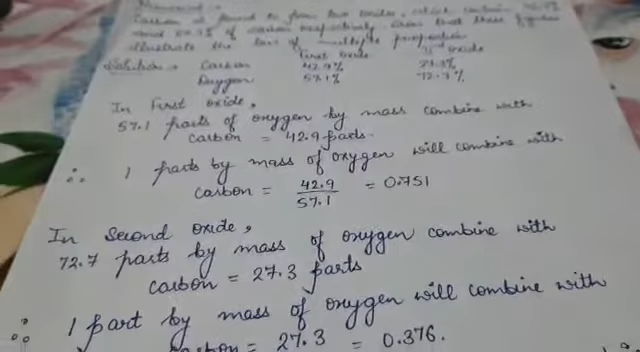 Carbon is found to form two oxides, which contain 42.9%
and 27.3% of carbon respectively. show that these figures
illustrate the law of multiple proportion
First oxide oxide
Solution :- Carbon 42.9% 27.3%
Oxygen 57.1% 72.7%
In First oxide,
57.1 parts of oxygen by mass combine with
carbon = 42.9 parts.
∴ 1 parts by mass of oxygen will combine with
carbon = 42.9 / 57.1 = 0.751
In Second oxide,
72.7 parts by mass of oxygen combine with
carbon = 27.3 parts
∴ 1 part by mass of oxygen will combine with
carbon = 27.3 = 0.376.